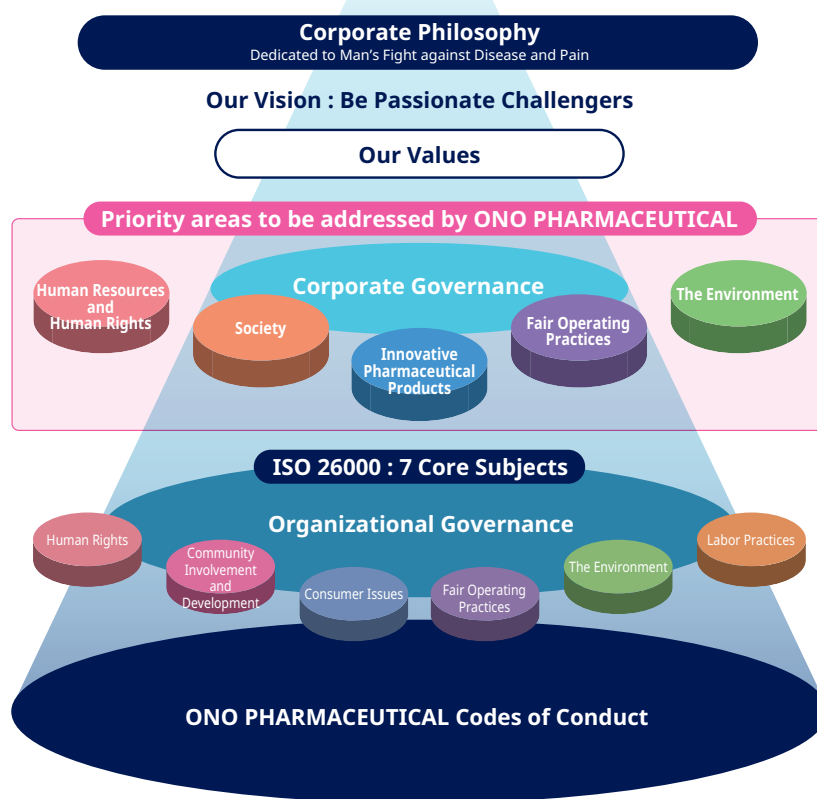 Corporate Philosophy
Dedicated to Man’s Fight against Disease and Pain
Our Vision : Be Passionate Challengers
Our Values
Priority areas to be addressed by ONO PHARMACEUTICAL
Corporate Governance
Human Resources
and
Human Rights
Society
Innovative
Pharmaceutical
Products
Fair Operating
Practices
The Environment
ISO 26000 : 7 Core Subjects
Organizational Governance
Human Rights
Community
Involvement
and
Development
Consumer Issues
Fair Operating
Practices
The Environment
Labor Practices
ONO PHARMACEUTICAL Codes of Conduct